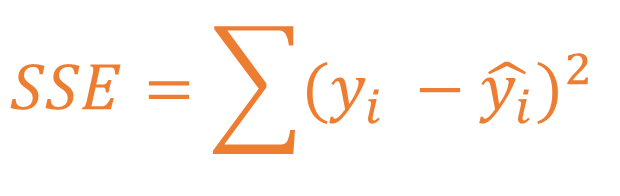 SSE = ∑(yᵢ − ŷᵢ)²